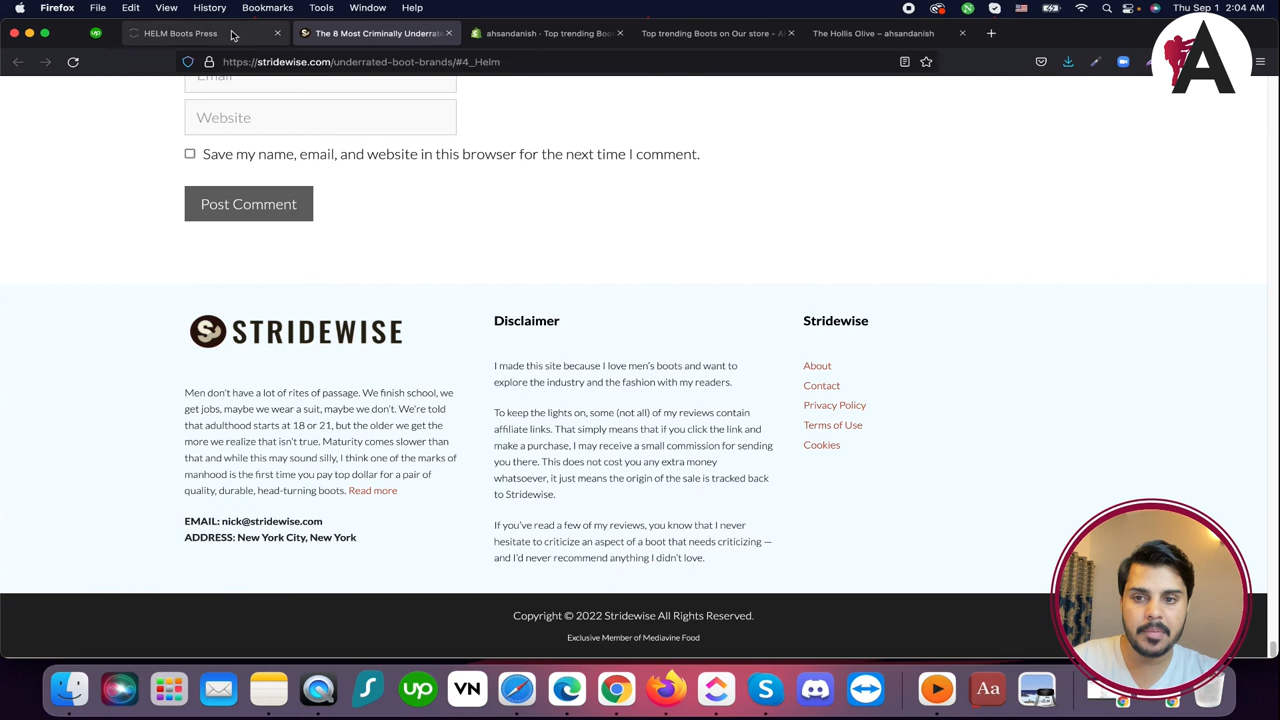 Firefox File Edit View History Bookmarks Tools Window Help Thu Sep 1 2:04 AM
up HELM Boots Press × The 8 Most Criminally Underrate × ahsandanish - Top trending Boo × Top trending Boots on Our store - A × The Hollis Olive – ahsandanish × +
https://stridewise.com/underrated-boot-brands/#4_Helm
A
Email
Website
Save my name, email, and website in this browser for the next time I comment.
Post Comment
S STRIDEWISE
Men don't have a lot of rites of passage. We finish school, we
get jobs, maybe we wear a suit, maybe we don't. We're told
that adulthood starts at 18 or 21, but the older we get the
more we realize that isn't true. Maturity comes slower than
that and while this may sound silly, I think one of the marks of
manhood is the first time you pay top dollar for a pair of
quality, durable, head-turning boots. Read more
EMAIL: nick@stridewise.com
ADDRESS: New York City, New York
Disclaimer
I made this site because I love men's boots and want to
explore the industry and the fashion with my readers.
To keep the lights on, some (not all) of my reviews contain
affiliate links. That simply means that if you click the link and
make a purchase, I may receive a small commission for sending
you there. This does not cost you any extra money
whatsoever, it just means the origin of the sale is tracked back
to Stridewise.
If you've read a few of my reviews, you know that I never
hesitate to criticize an aspect of a boot that needs criticizing —
and I'd never recommend anything I didn't love.
Stridewise
About
Contact
Privacy Policy
Terms of Use
Cookies
Copyright © 2022 Stridewise All Rights Reserved.
Exclusive Member of Mediavine Food
up VN S Aa